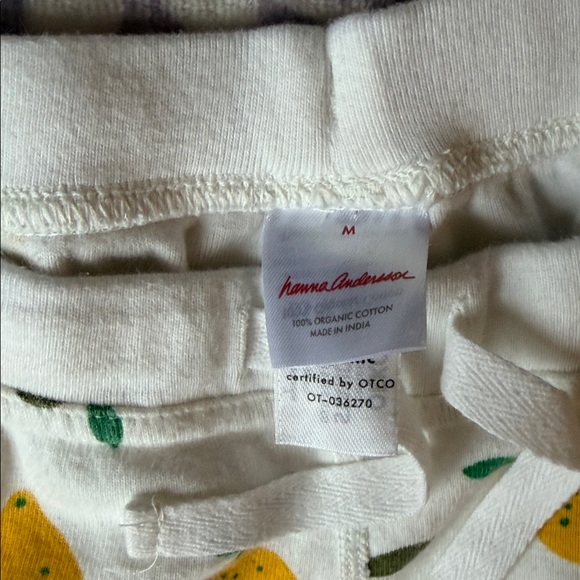 M
hanna andersson
100% ORGANIC COTTON
MADE IN INDIA
certified by OTCO
OT-036270